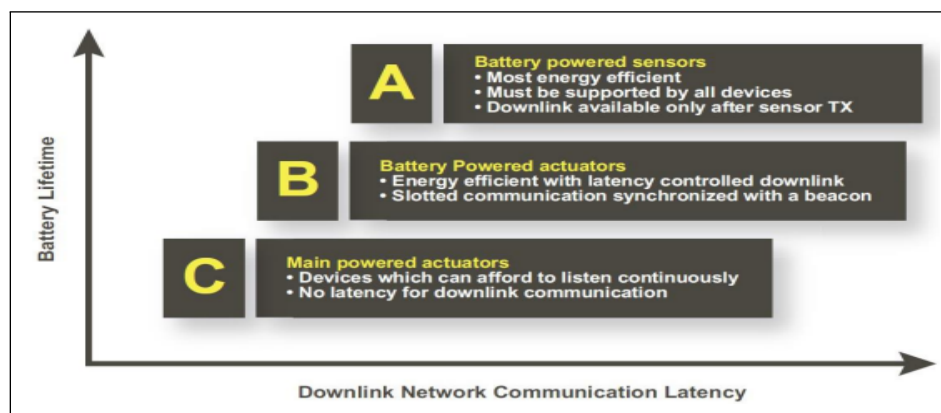 Battery Lifetime
A
Battery powered sensors
• Most energy efficient
• Must be supported by all devices
• Downlink available only after sensor TX
B
Battery Powered actuators
• Energy efficient with latency controlled downlink
• Slotted communication synchronized with a beacon
C
Main powered actuators
• Devices which can afford to listen continuously
• No latency for downlink communication
Downlink Network Communication Latency